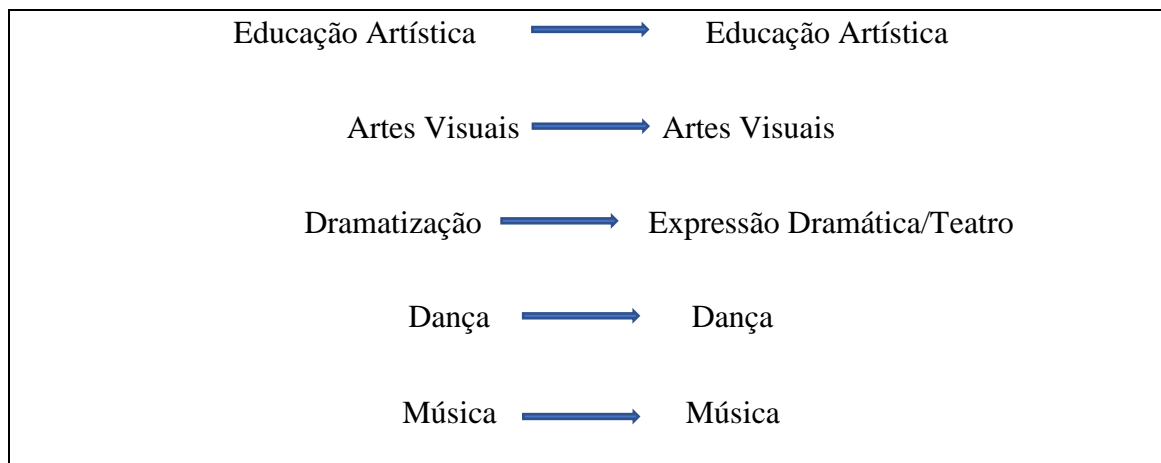 Educação Artística Educação Artística
Artes Visuais Artes Visuais
Dramatização Expressão Dramática/Teatro
Dança Dança
Música Música